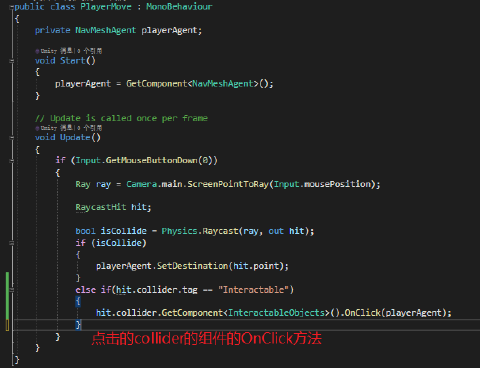 public class PlayerMove : MonoBehaviour
{
private NavMeshAgent playerAgent;
Unity 消息|0 个引用
void Start()
{
playerAgent = GetComponent<NavMeshAgent>();
}
// Update is called once per frame
Unity 消息|0 个引用
void Update()
{
if (Input.GetMouseButtonDown(0))
{
Ray ray = Camera.main.ScreenPointToRay(Input.mousePosition);
RaycastHit hit;
bool isCollide = Physics.Raycast(ray, out hit);
if (isCollide)
{
playerAgent.SetDestination(hit.point);
}
else if(hit.collider.tag == "Interactable")
{
hit.collider.GetComponent<InteractableObjects>().OnClick(playerAgent);
}
点击的collider的组件的OnClick方法
}
}
}